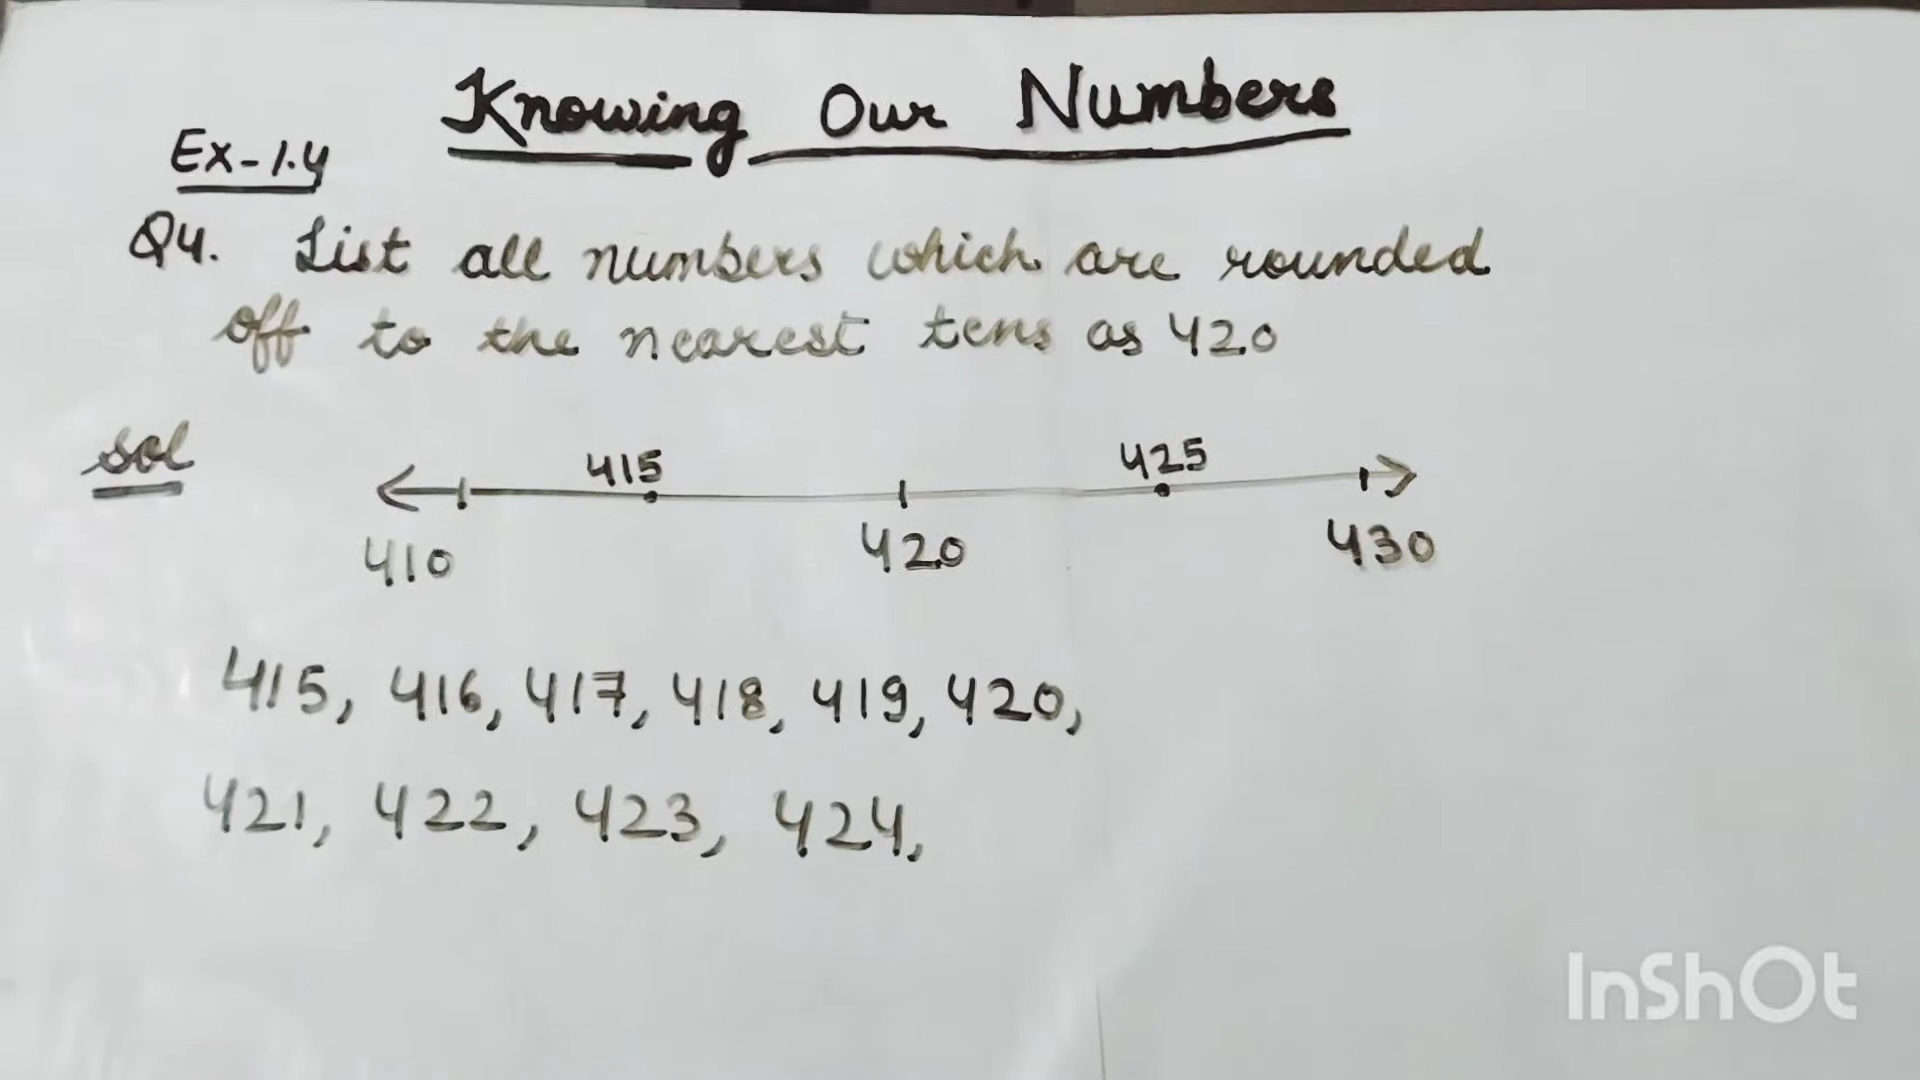 Knowing Our Numbers
Ex-1.4
Q4. List all numbers which are rounded
off to the nearest tens as 420
sol
415 425
410 420 430
415, 416, 417, 418, 419, 420,
421, 422, 423, 424,
InShOt